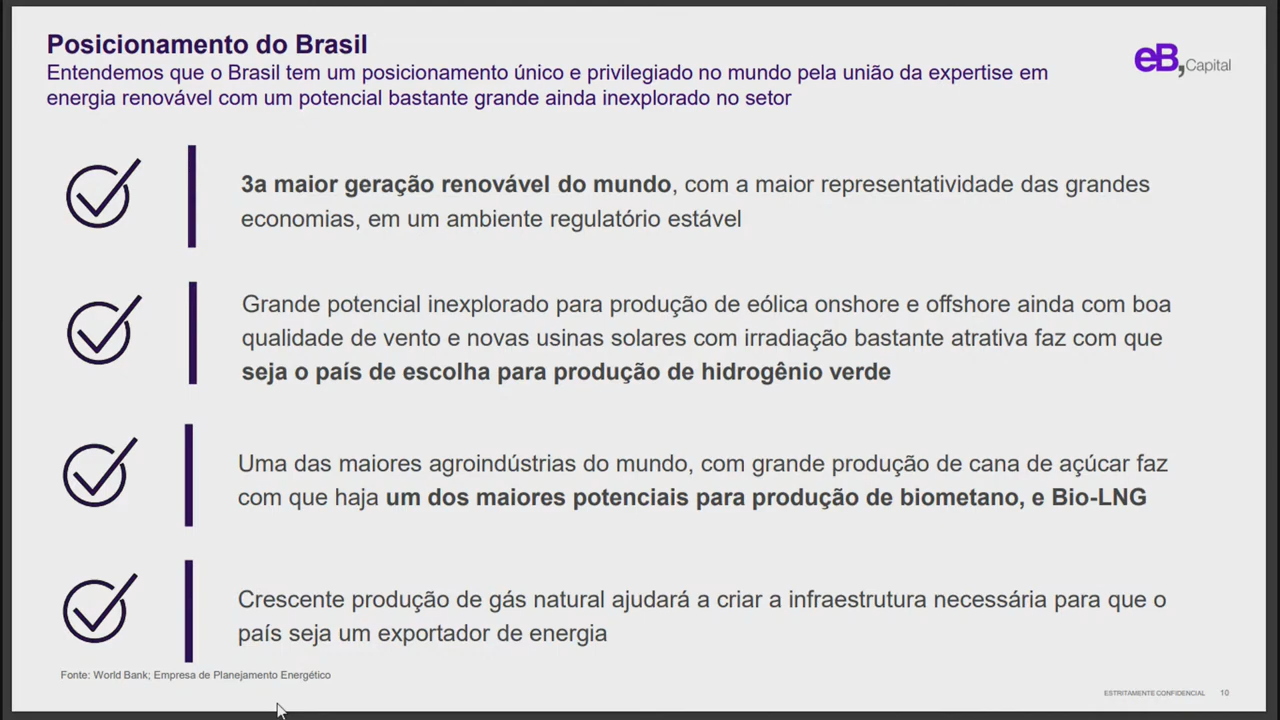 Posicionamento do Brasil
Entendemos que o Brasil tem um posicionamento único e privilegiado no mundo pela união da expertise em
energia renovável com um potencial bastante grande ainda inexplorado no setor
eB,Capital
3a maior geração renovável do mundo, com a maior representatividade das grandes
economias, em um ambiente regulatório estável
Grande potencial inexplorado para produção de eólica onshore e offshore ainda com boa
qualidade de vento e novas usinas solares com irradiação bastante atrativa faz com que
seja o país de escolha para produção de hidrogênio verde
Uma das maiores agroindústrias do mundo, com grande produção de cana de açúcar faz
com que haja um dos maiores potenciais para produção de biometano, e Bio-LNG
Crescente produção de gás natural ajudará a criar a infraestrutura necessária para que o
país seja um exportador de energia
Fonte: World Bank; Empresa de Planejamento Energético
ESTRITAMENTE CONFIDENCIAL 10